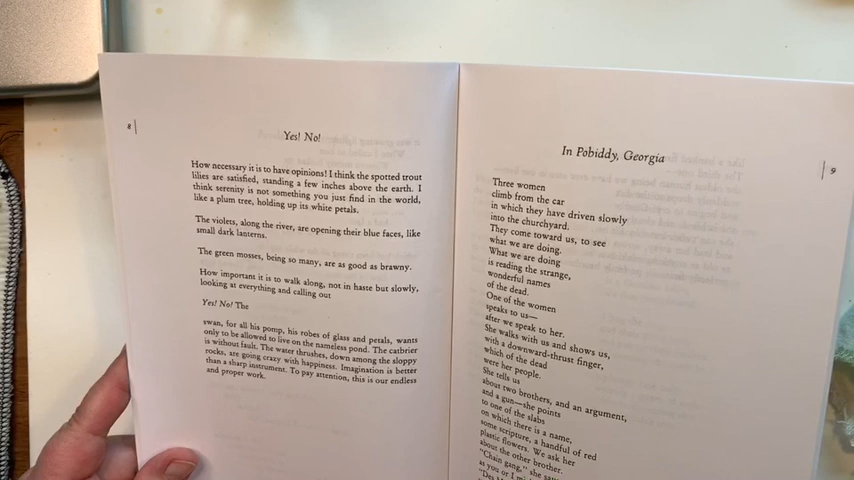 8
Yes! No!
How necessary it is to have opinions! I think the spotted trout
lilies are satisfied, standing a few inches above the earth. I
think serenity is not something you just find in the world,
like a plum tree, holding up its white petals.
The violets, along the river, are opening their blue faces, like
small dark lanterns.
The green mosses, being so many, are as good as brawny.
How important it is to walk along, not in haste but slowly,
looking at everything and calling out
Yes! No! The
swan, for all his pomp, his robes of glass and petals, wants
only to be allowed to live on the nameless pond. The catbrier
is without fault. The water thrushes, down among the sloppy
rocks, are going crazy with happiness. Imagination is better
than a sharp instrument. To pay attention, this is our endless
and proper work.
In Pobiddy, Georgia
9
Three women
climb from the car
in which they have driven slowly
into the churchyard.
They come toward us, to see
what we are doing.
What we are doing
is reading the strange,
wonderful names
of the dead.
One of the women
speaks to us—
after we speak to her.
She walks with us and shows us,
with a downward-thrust finger,
which of the dead
were her people.
She tells us
about two brothers, and an argument,
and a gun—she points
to one of the slabs
on which there is a name,
some scripture, a handful of red
plastic flowers. We ask her
about the other brother.
"Chain gang," she
as you or I